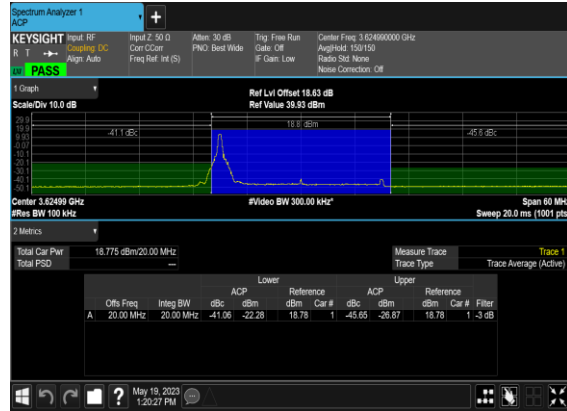 Spectrum Analyzer 1
ACP
+
KEYSIGHT Input: RF Input Z: 50 Ω Atten: 30 dB Trig: Free Run Center Freq: 3.624990000 GHz
R T Coupling: DC Corr CCorr PNO: Best Wide Gate: Off Avg|Hold: 150/150
Align: Auto Freq Ref: Int (S) IF Gain: Low Radio Std: None
LW PASS Noise Correction: Off
1 Graph
Ref Lvl Offset 18.63 dB
Scale/Div 10.0 dB Ref Value 39.93 dBm
29.9
19.9 -41.1 dBc 18.8 dBm -45.6 dBc
9.93
-0.07
-10.1
-20.1
-30.1
-40.1
-50.1
Center 3.62499 GHz #Video BW 300.00 kHz* Span 60 MHz
#Res BW 100 kHz Sweep 20.0 ms (1001 pts
2 Metrics
Total Car Pwr 18.775 dBm/20.00 MHz Measure Trace Trace 1
Total PSD --- Trace Type Trace Average (Active)
Lower Upper
ACP Reference ACP Reference
Offs Freq Integ BW dBc dBm dBm Car # dBc dBm dBm Car # Filter
A 20.00 MHz 20.00 MHz -41.06 -22.28 18.78 1 -45.65 -26.87 18.78 1 -3 dB
? May 19, 2023
1:20:27 PM